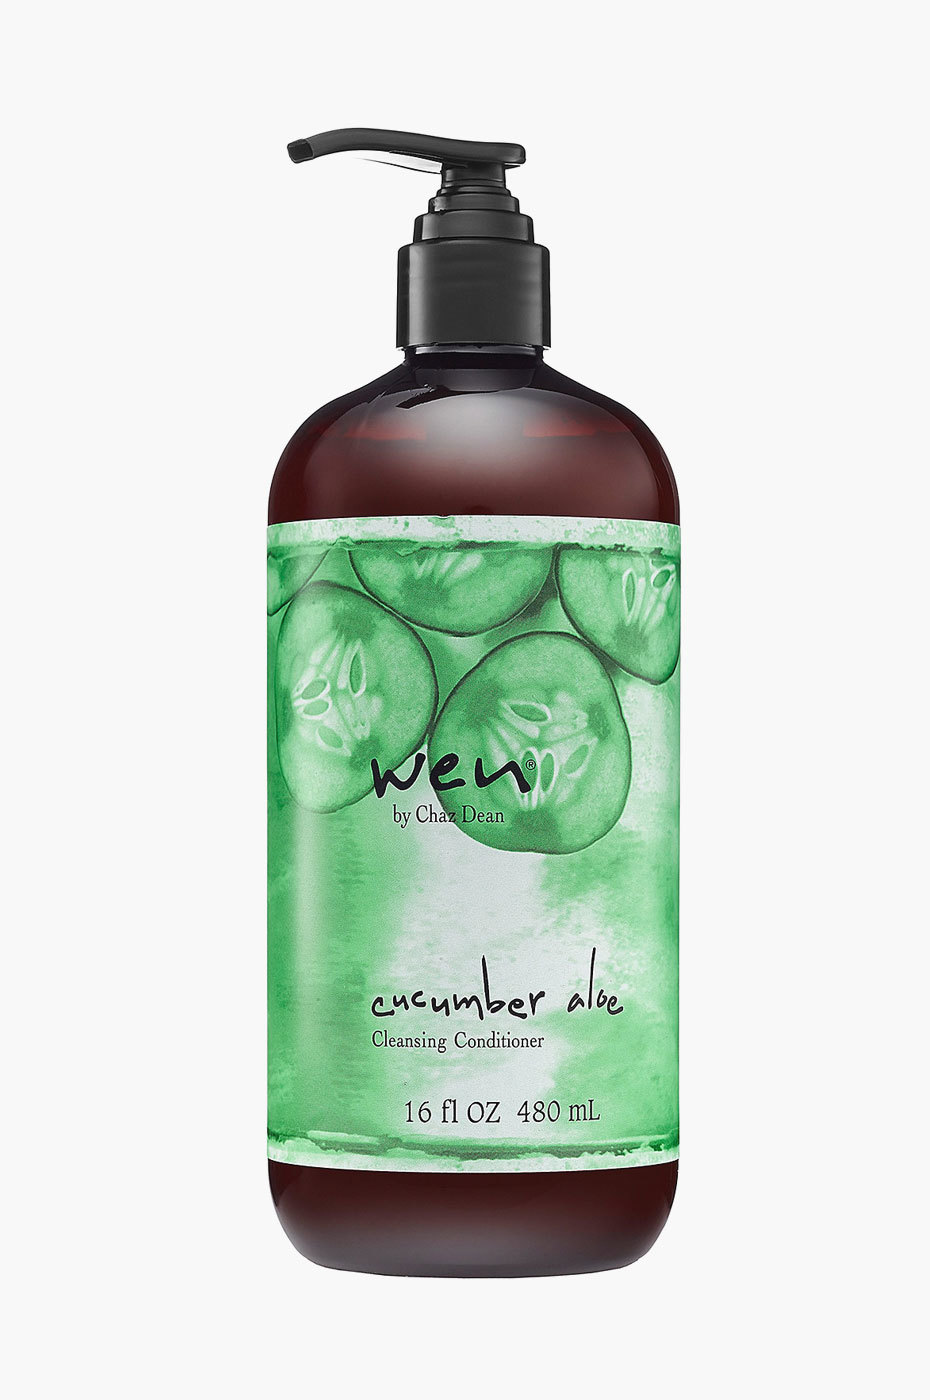 wen®
by Chaz Dean
cucumber aloe
Cleansing Conditioner
16 fl OZ 480 mL